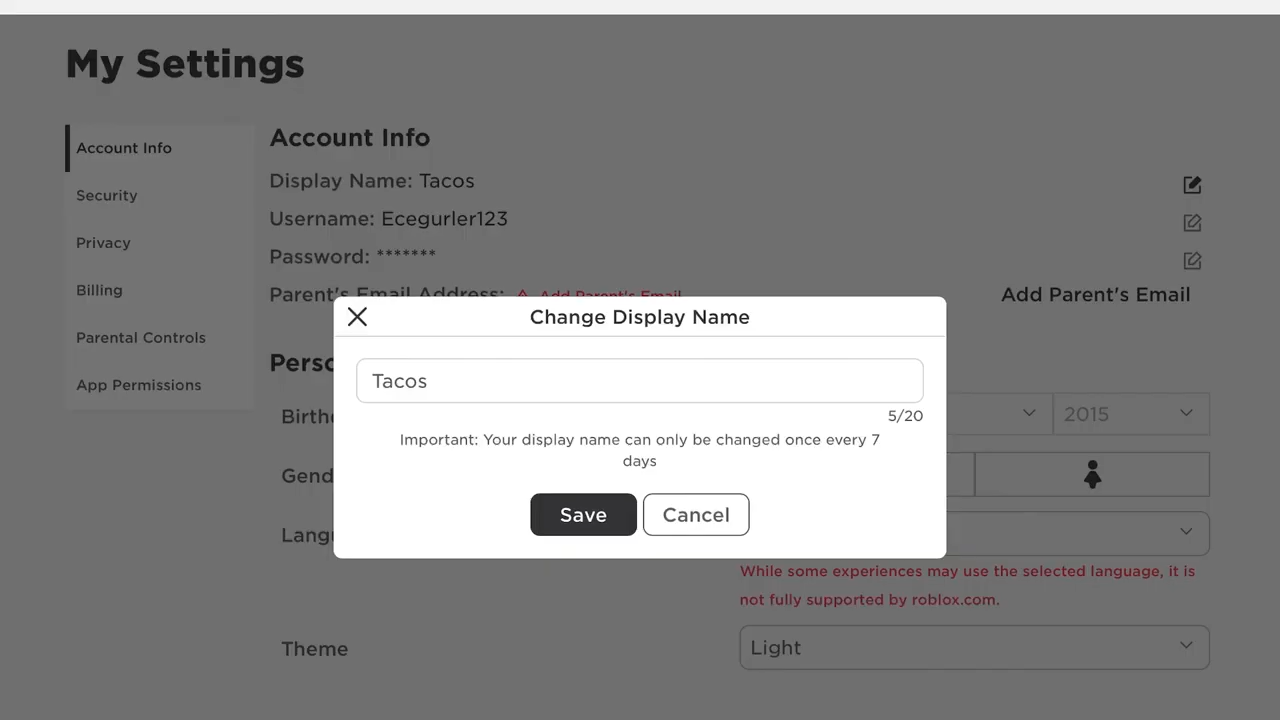 My Settings
Account Info
Security
Privacy
Billing
Parental Controls
App Permissions
Account Info
Display Name: Tacos
Username: Ecegurler123
Password: *******
Parent's Email Address: Add Parent's Email
Add Parent's Email
Change Display Name
Tacos
5/20
Important: Your display name can only be changed once every 7
days
Save
Cancel
2015
While some experiences may use the selected language, it is
not fully supported by roblox.com.
Theme
Light